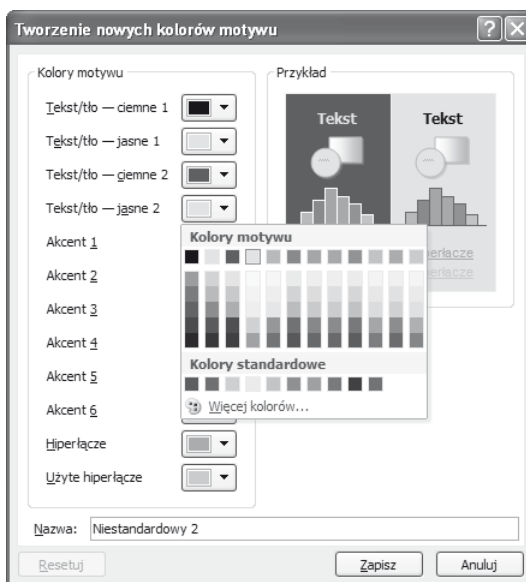 Tworzenie nowych kolorów motywu
Kolory motywu
Tekst/tło — ciemne 1
Tekst/tło — jasne 1
Tekst/tło — ciemne 2
Tekst/tło — jasne 2
Akcent 1
Akcent 2
Akcent 3
Akcent 4
Akcent 5
Akcent 6
Hiperłącze
Użyte hiperłącze
Przykład
Tekst
Tekst
Kolory motywu
Kolory standardowe
Więcej kolorów...
Nazwa: Niestandardowy 2
Resetuj
Zapisz
Anuluj